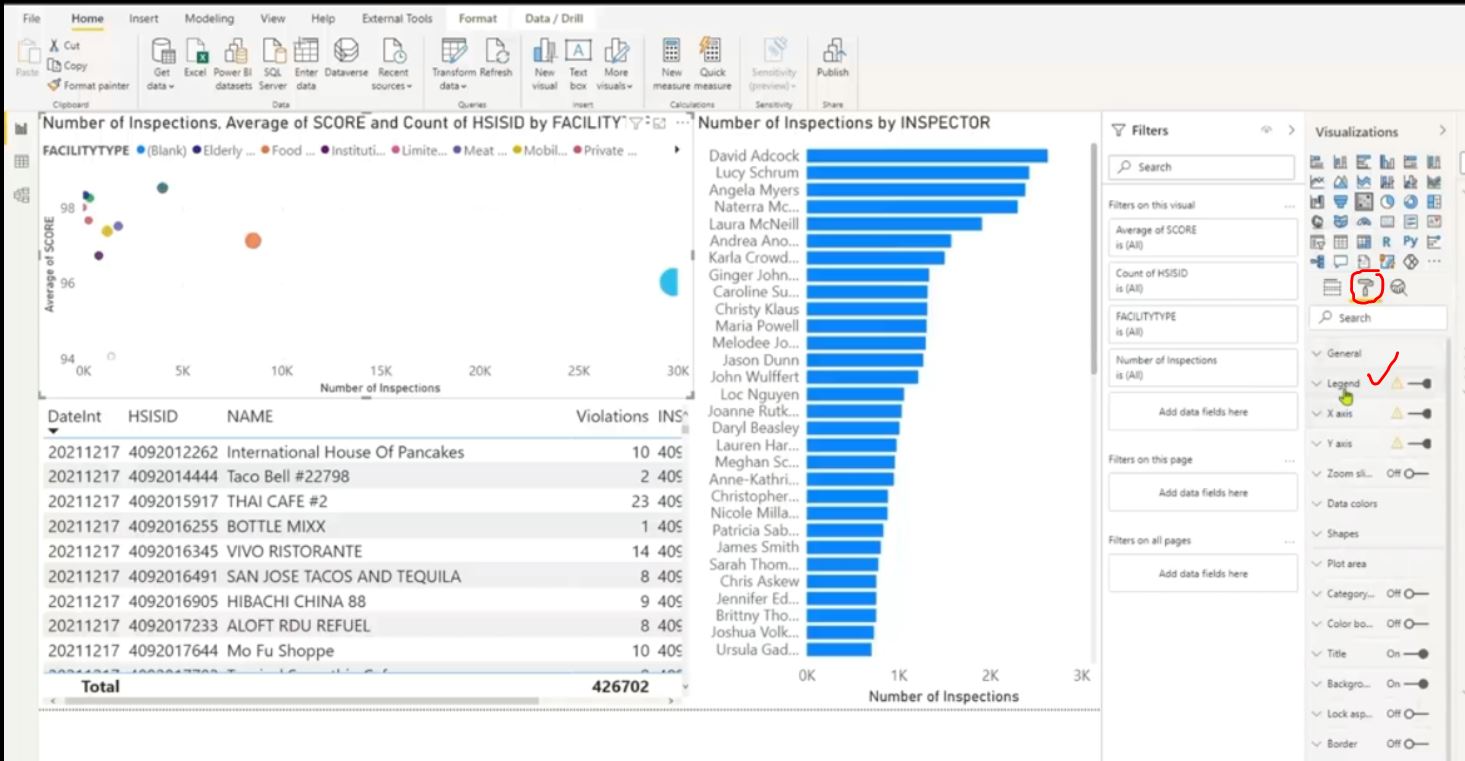 File Home Insert Modeling View Help External Tools Format Data / Drill
Paste
Cut
Copy
Format painter
Clipboard
Get data
Excel
Power BI datasets
SQL Server
Enter data
Dataverse
Recent sources
Data
Transform data
Refresh
Queries
New visual
Text box
More visuals
Insert
New measure
Quick measure
Calculations
Sensitivity (preview)
Sensitivity
Publish
Share
Number of Inspections, Average of SCORE and Count of HSISID by FACILITYT
FACILITYTYPE (Blank) Elderly ... Food ... Instituti... Limite... Meat ... Mobil... Private ...
Average of SCORE
98
96
94
0K 5K 10K 15K 20K 25K 30K
Number of Inspections
DateInt HSISID NAME Violations INS
20211217 4092012262 International House Of Pancakes 10 409
20211217 4092014444 Taco Bell #22798 2 409
20211217 4092015917 THAI CAFE #2 23 409
20211217 4092016255 BOTTLE MIXX 1 409
20211217 4092016345 VIVO RISTORANTE 14 409
20211217 4092016491 SAN JOSE TACOS AND TEQUILA 8 409
20211217 4092016905 HIBACHI CHINA 88 9 409
20211217 4092017233 ALOFT RDU REFUEL 8 409
20211217 4092017644 Mo Fu Shoppe 10 409
Total 426702
Number of Inspections by INSPECTOR
David Adcock
Lucy Schrum
Angela Myers
Naterra Mc...
Laura McNeill
Andrea Ano...
Karla Crowd...
Ginger John...
Caroline Su...
Christy Klaus
Maria Powell
Melodee Jo...
Jason Dunn
John Wulffert
Loc Nguyen
Joanne Rutk...
Daryl Beasley
Lauren Har...
Meghan Sc...
Anne-Kathri...
Christopher...
Nicole Milla...
Patricia Sab...
James Smith
Sarah Thom...
Chris Askew
Jennifer Ed...
Brittny Tho...
Joshua Volk...
Ursula Gad...
0K 1K 2K 3K
Number of Inspections
Filters
Search
Filters on this visual ...
Average of SCORE
is (All)
Count of HSISID
is (All)
FACILITYTYPE
is (All)
Number of Inspections
is (All)
Add data fields here
Filters on this page ...
Add data fields here
Filters on all pages ...
Add data fields here
Visualizations
R Py
...
Search
General
Legend
X axis
Y axis
Zoom sli... Off
Data colors
Shapes
Plot area
Category... Off
Color bo... Off
Title On
Backgro... On
Lock asp... Off
Border Off